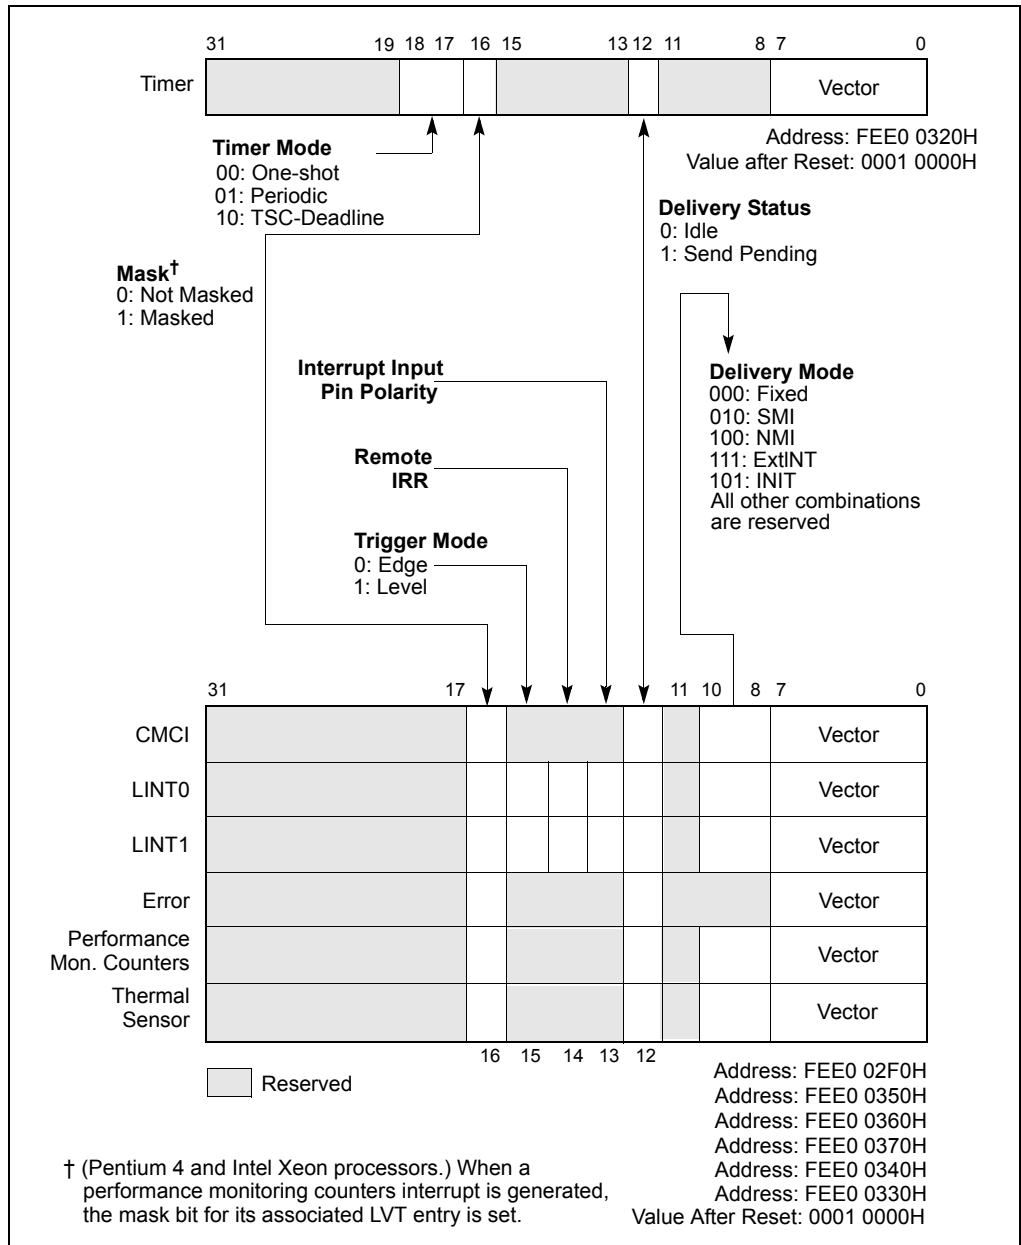 31 19 18 17 16 15 13 12 11 8 7 0
Timer Vector
Address: FEE0 0320H
Value after Reset: 0001 0000H
Timer Mode
00: One-shot
01: Periodic
10: TSC-Deadline
Delivery Status
0: Idle
1: Send Pending
Mask†
0: Not Masked
1: Masked
Interrupt Input
Pin Polarity
Delivery Mode
000: Fixed
010: SMI
100: NMI
111: ExtlNT
101: INIT
All other combinations
are reserved
Remote
IRR
Trigger Mode
0: Edge
1: Level
31 17 11 10 8 7 0
CMCI Vector
LINT0 Vector
LINT1 Vector
Error Vector
Performance
Mon. Counters Vector
Thermal
Sensor Vector
16 15 14 13 12
Reserved
Address: FEE0 02F0H
Address: FEE0 0350H
Address: FEE0 0360H
Address: FEE0 0370H
Address: FEE0 0340H
Address: FEE0 0330H
Value After Reset: 0001 0000H
† (Pentium 4 and Intel Xeon processors.) When a
performance monitoring counters interrupt is generated,
the mask bit for its associated LVT entry is set.